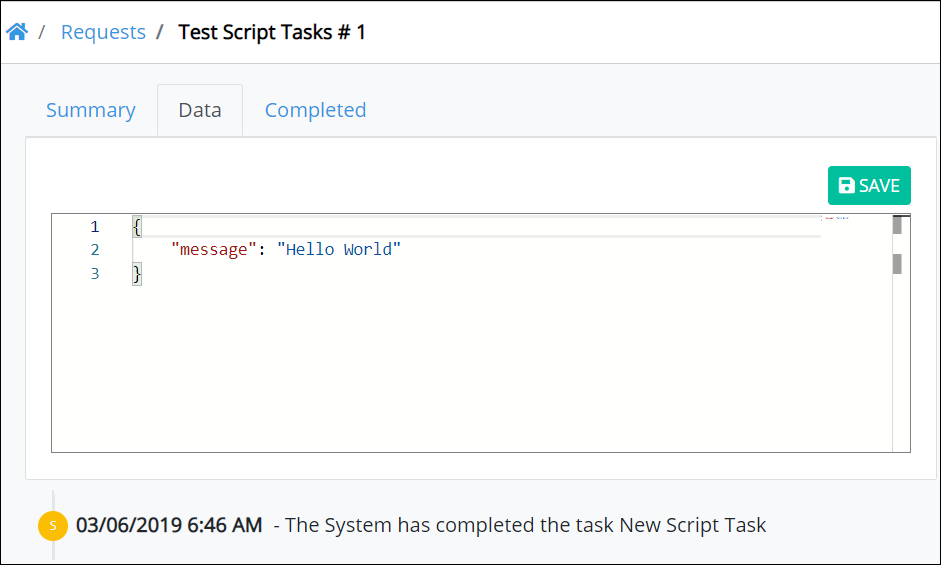 / Requests / Test Script Tasks # 1
Summary Data Completed
SAVE
1 {
2 "message": "Hello World"
3 }
S 03/06/2019 6:46 AM - The System has completed the task New Script Task